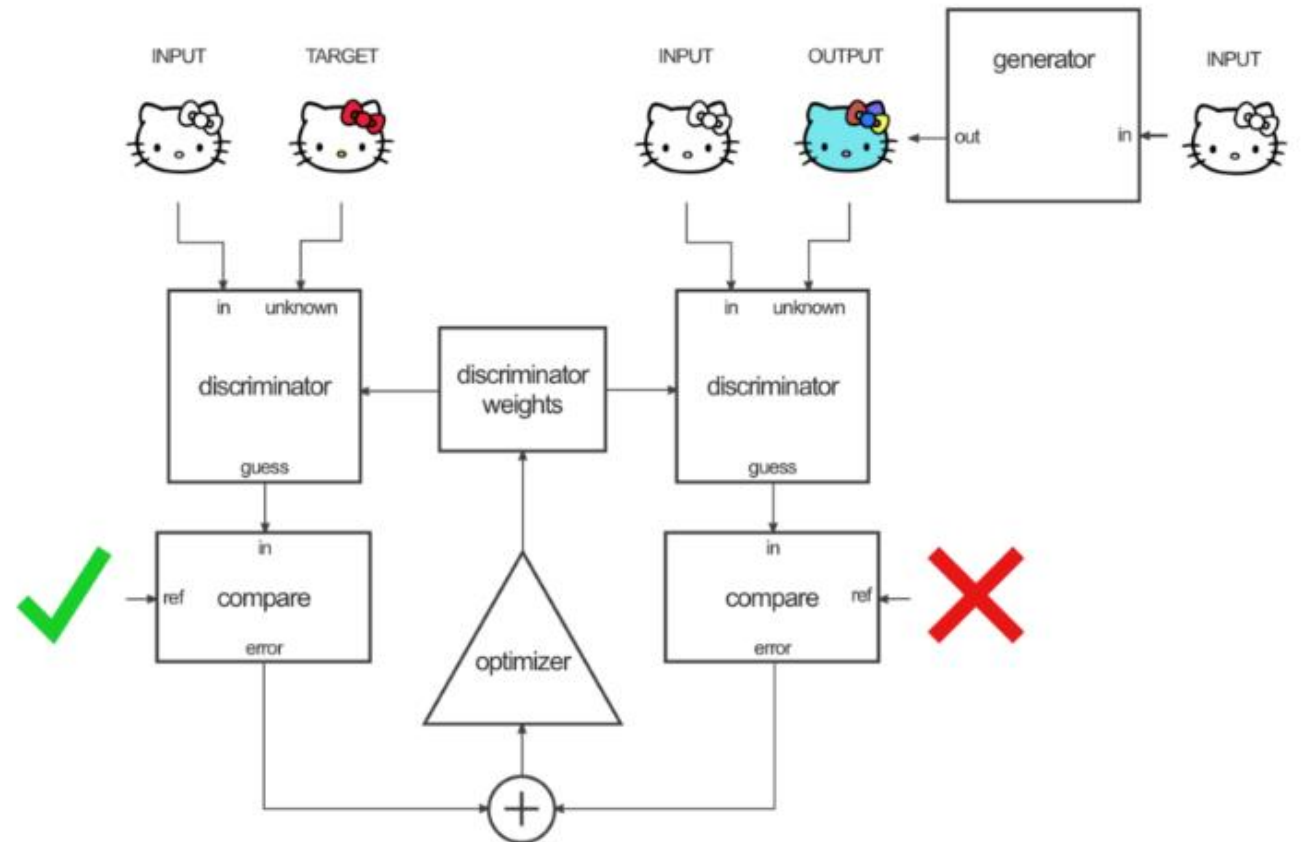 INPUT
TARGET
INPUT
OUTPUT
generator
INPUT
out
in
in
unknown
in
unknown
discriminator
discriminator
weights
discriminator
guess
guess
in
in
ref
compare
compare
ref
error
optimizer
error
+